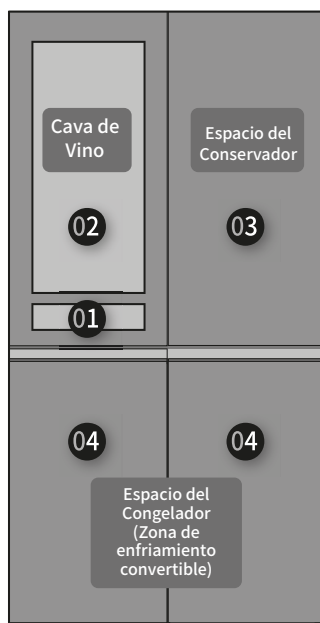 Cava de
Vino
Espacio del
Conservador
02
03
01
04
04
Espacio del
Congelador
(Zona de
enfriamiento
convertible)